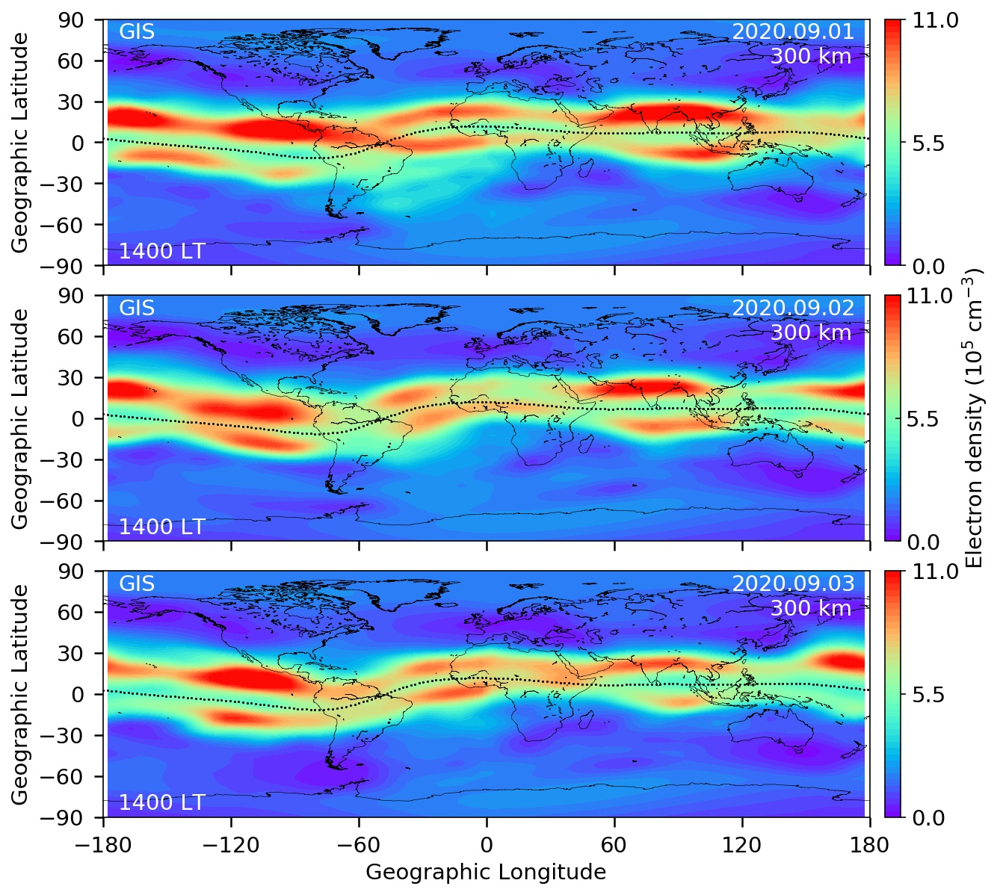 90
60
30
0
−30
−60
−90
Geographic Latitude
GIS
2020.09.01
300 km
1400 LT
11.0
5.5
0.0
90
60
30
0
−30
−60
−90
Geographic Latitude
GIS
2020.09.02
300 km
1400 LT
11.0
5.5
0.0
Electron density (10⁵ cm⁻³)
90
60
30
0
−30
−60
−90
Geographic Latitude
GIS
2020.09.03
300 km
1400 LT
11.0
5.5
0.0
−180 −120 −60 0 60 120 180
Geographic Longitude